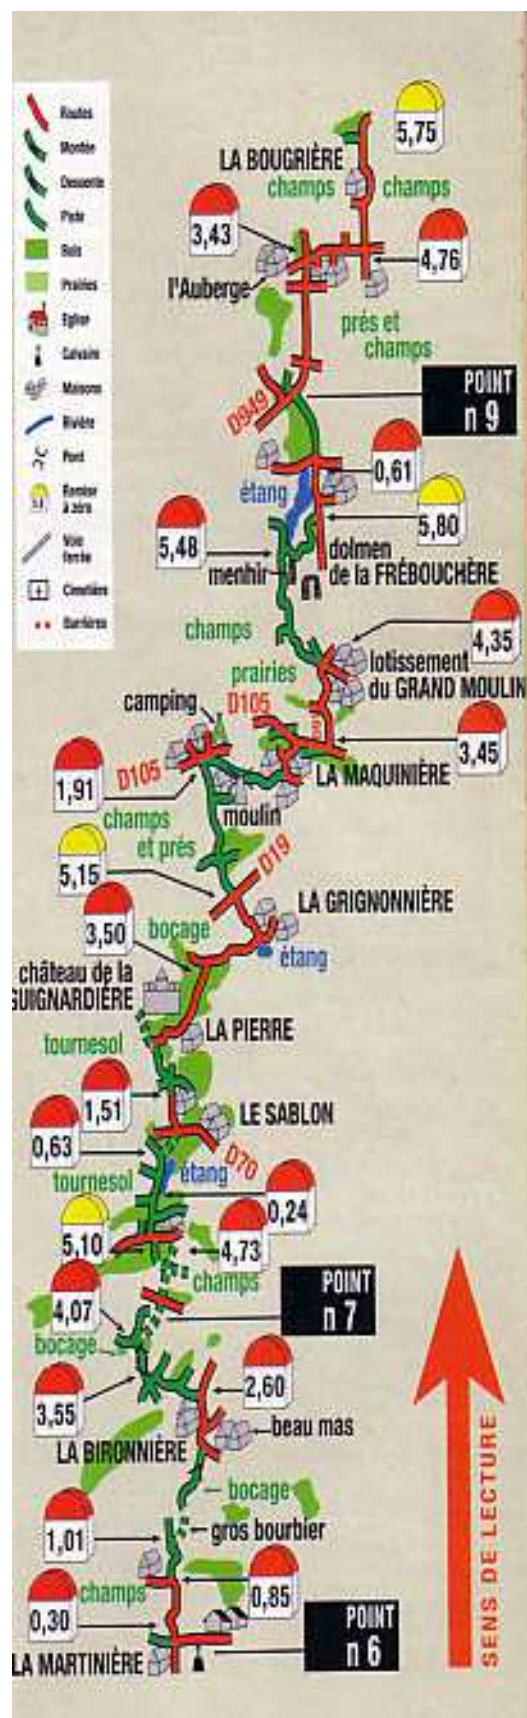 Routes
Montée
Descente
Piste
Bois
Prairies
Eglise
Calvaire
Maisons
Rivière
Pont
Remise
à zéro
Voie
ferrée
Cimetière
Barrières
5,75
LA BOUGRIÈRE
champs
champs
3,43
4,76
l'Auberge
prés et
champs
POINT
n 9
D949
0,61
étang
5,80
5,48
dolmen
de la FRÉBOUCHÈRE
menhir
champs
4,35
prairies
lotissement
du GRAND MOULIN
camping
D105
D105
3,45
LA MAQUINIÈRE
1,91
moulin
champs
et prés
D19
5,15
LA GRIGNONNIÈRE
3,50
bocage
étang
château de la
GUIGNARDIÈRE
LA PIERRE
tournesol
1,51
LE SABLON
0,63
D70
étang
tournesol
0,24
5,10
4,73
champs
POINT
n 7
4,07
bocage
2,60
3,55
beau mas
LA BIRONNIÈRE
bocage
gros bourbier
1,01
champs
0,85
0,30
POINT
n 6
LA MARTINIÈRE
SENS DE LECTURE